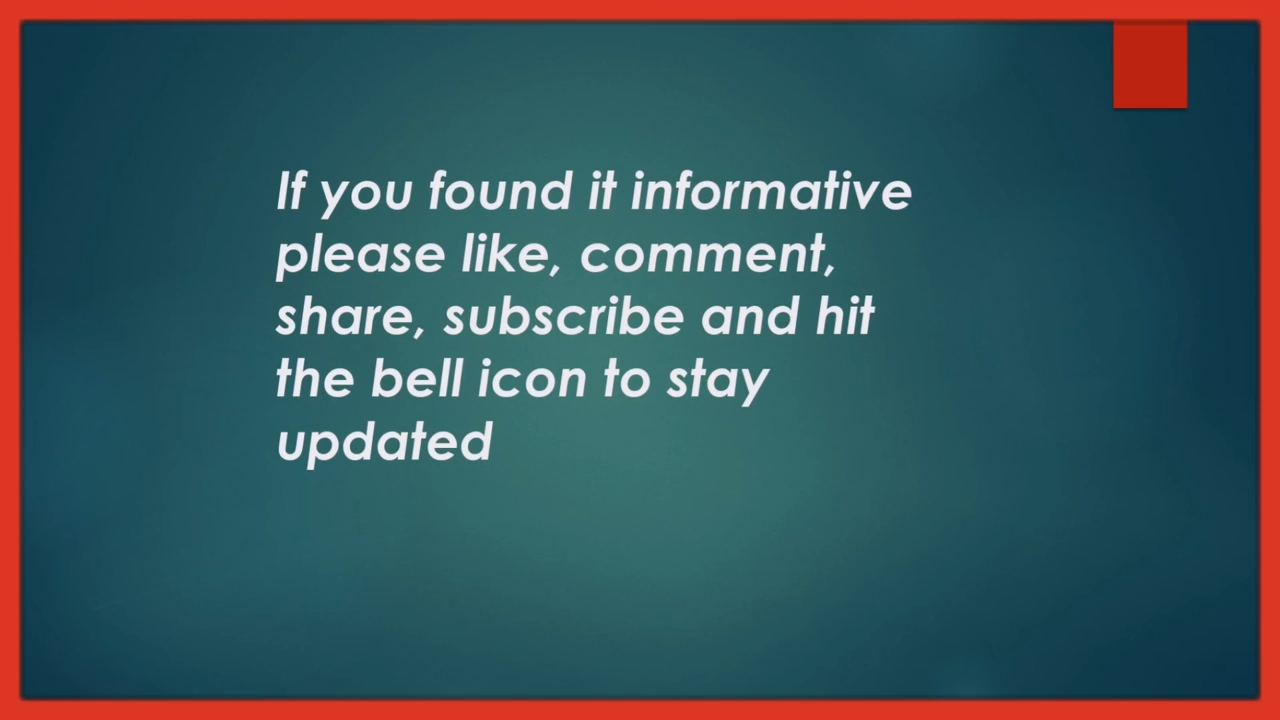 If you found it informative
please like, comment,
share, subscribe and hit
the bell icon to stay
updated